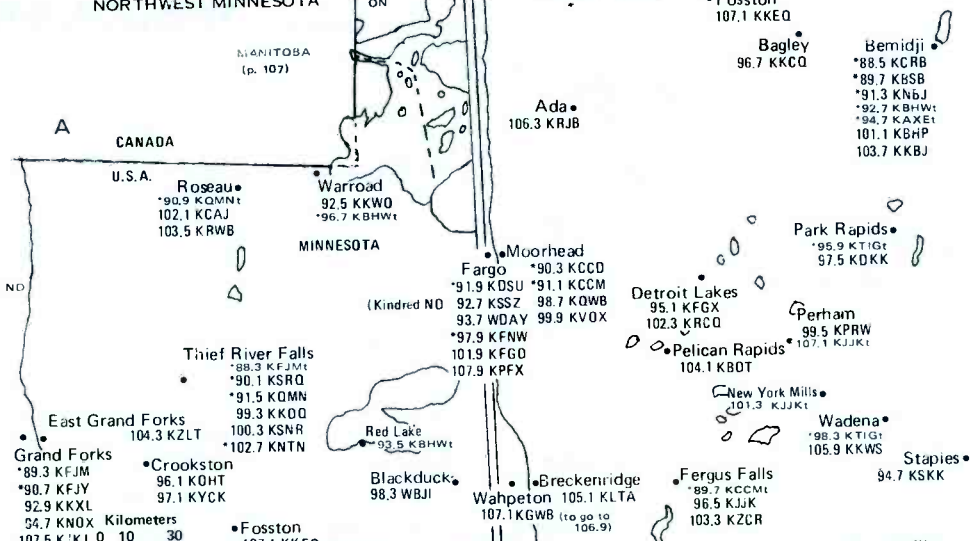 NORTHWEST MINNESOTA
ON
MANITOBA
(p. 107)
A
CANADA
U.S.A.
Roseau
*90.9 KQMNt
102.1 KCAJ
103.5 KRWB
Warroad
92.5 KKWQ
*96.7 KBHWt
MINNESOTA
ND
Thief River Falls
*88.3 KFJMt
*90.1 KSRQ
*91.5 KQMN
99.3 KKDQ
100.3 KSNR
*102.7 KNTN
East Grand Forks
104.3 KZLT
Grand Forks
*89.3 KFJM
*90.7 KFJY
92.9 KKXL
94.7 KNOX
Crookston
96.1 KQHT
97.1 KYCK
Kilometers
0 10 30
Fosston
Red Lake
*93.5 KBHWt
Blackduck
98.3 WBJI
Fosston
107.1 KKEQ
Bagley
96.7 KKCQ
Bemidji
*88.5 KCRB
*89.7 KBSB
*91.3 KNBJ
*92.7 KBHWt
*94.7 KAXEt
101.1 KBHP
103.7 KKBJ
Ada
106.3 KRJB
Moorhead
*90.3 KCCD
*91.1 KCCM
98.7 KQWB
99.9 KVOX
Fargo
*91.9 KDSU
(Kindred ND 92.7 KSSZ
93.7 WDAY
*97.9 KFNW
101.9 KFGO
107.9 KPFX
Park Rapids
*95.9 KTIGt
97.5 KDKK
Detroit Lakes
95.1 KFGX
102.3 KRCQ
Perham
99.5 KPRW
*107.1 KJJKt
Pelican Rapids
104.1 KBOT
New York Mills
101.3 KJJKt
Wadena
*98.3 KTIGt
105.9 KKWS
Staples
94.7 KSKK
Fergus Falls
*89.7 KCCMt
96.5 KJJK
103.3 KZCR
Breckenridge
105.1 KLTA
Wahpeton
107.1 KGWB (to go to
106.9)